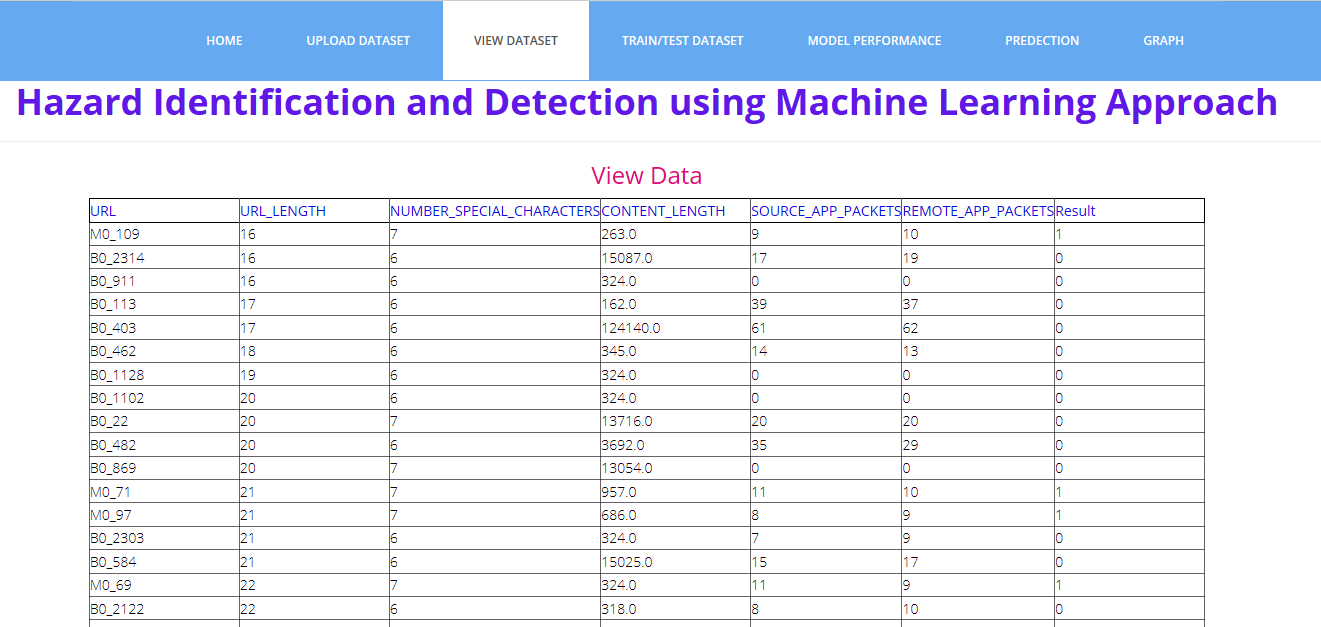 HOME UPLOAD DATASET VIEW DATASET TRAIN/TEST DATASET MODEL PERFORMANCE PREDECTION GRAPH
Hazard Identification and Detection using Machine Learning Approach
View Data
URL URL_LENGTH NUMBER_SPECIAL_CHARACTERS CONTENT_LENGTH SOURCE_APP_PACKETS REMOTE_APP_PACKETS Result
M0_109 16 7 263.0 9 10 1
B0_2314 16 6 15087.0 17 19 0
B0_911 16 6 324.0 0 0 0
B0_113 17 6 162.0 39 37 0
B0_403 17 6 124140.0 61 62 0
B0_462 18 6 345.0 14 13 0
B0_1128 19 6 324.0 0 0 0
B0_1102 20 6 324.0 0 0 0
B0_22 20 7 13716.0 20 20 0
B0_482 20 6 3692.0 35 29 0
B0_869 20 7 13054.0 0 0 0
M0_71 21 7 957.0 11 10 1
M0_97 21 7 686.0 8 9 1
B0_2303 21 6 324.0 7 9 0
B0_584 21 6 15025.0 15 17 0
M0_69 22 7 324.0 11 9 1
B0_2122 22 6 318.0 8 10 0